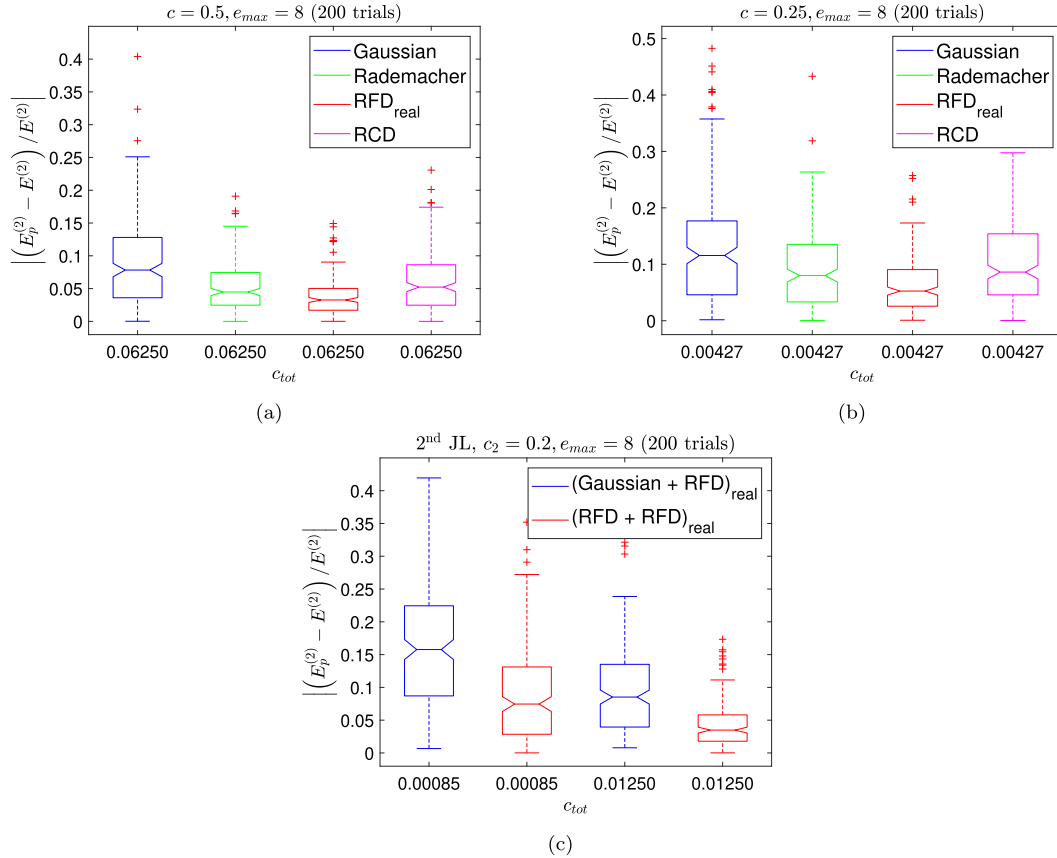 c = 0.5, e_max = 8 (200 trials)
0.4
0.35
0.3
0.25
0.2
0.15
0.1
0.05
0
|(E_p^(2) − E^(2)) /E^(2)|
Gaussian
Rademacher
RFD_real
RCD
0.06250 0.06250 0.06250 0.06250
c_tot
(a)
c = 0.25, e_max = 8 (200 trials)
0.5
0.4
0.3
0.2
0.1
0
|(E_p^(2) − E^(2)) /E^(2)|
Gaussian
Rademacher
RFD_real
RCD
0.00427 0.00427 0.00427 0.00427
c_tot
(b)
2nd JL, c_2 = 0.2, e_max = 8 (200 trials)
0.4
0.35
0.3
0.25
0.2
0.15
0.1
0.05
0
|(E_p^(2) − E^(2)) /E^(2)|
(Gaussian + RFD)_real
(RFD + RFD)_real
0.00085 0.00085 0.01250 0.01250
c_tot
(c)